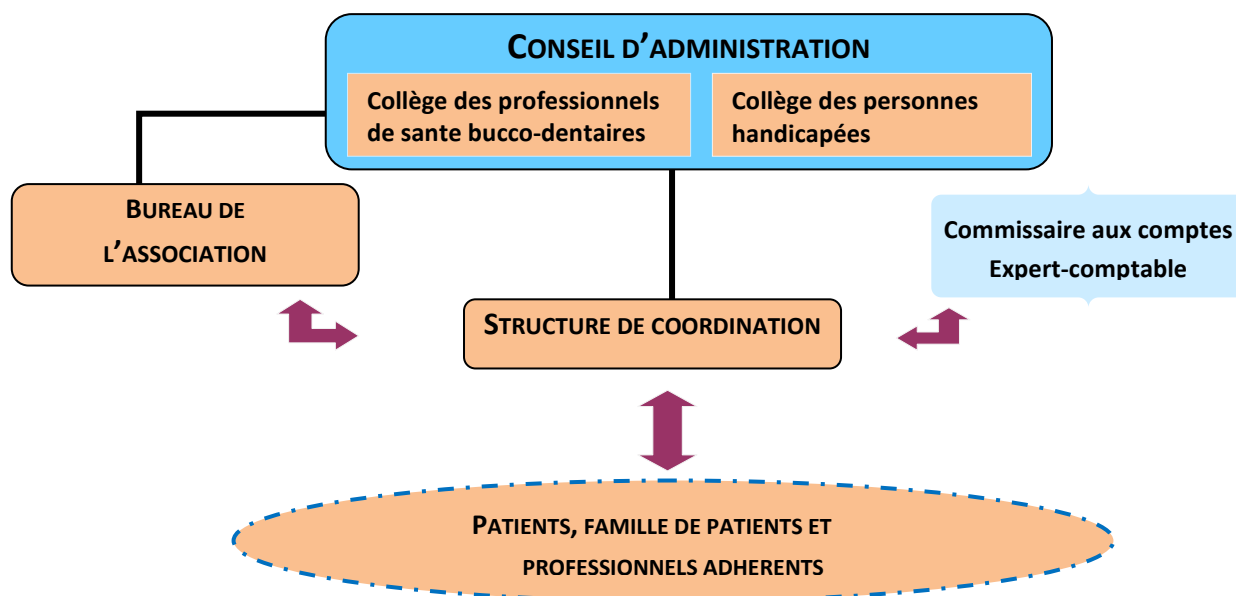 CONSEIL D'ADMINISTRATION
Collège des professionnels
de sante bucco-dentaires
Collège des personnes
handicapées
BUREAU DE
L'ASSOCIATION
Commissaire aux comptes
Expert-comptable
STRUCTURE DE COORDINATION
PATIENTS, FAMILLE DE PATIENTS ET
PROFESSIONNELS ADHERENTS